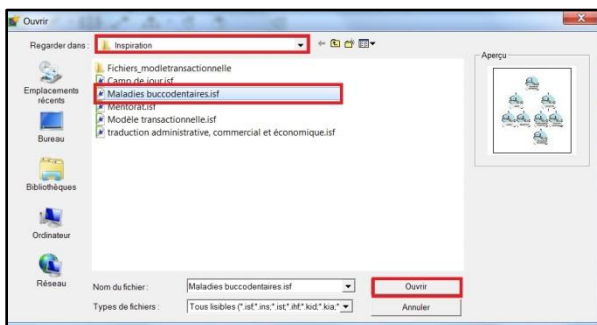 Ouvrir
Regarder dans :
Inspiration
Aperçu
Emplacements récents
Bureau
Bibliothèques
Ordinateur
Réseau
Fichiers_modletransactionnelle
Camp de jour.isf
Maladies buccodentaires.isf
Mentorat.isf
Modèle transactionnelle.isf
traduction administrative, commercial et économique.isf
Nom du fichier :
Maladies buccodentaires.isf
Ouvrir
Types de fichiers :
Tous lisibles (*.isf;*.ins;*.ist;*.ihf;*.kid;*.kia;*
Annuler